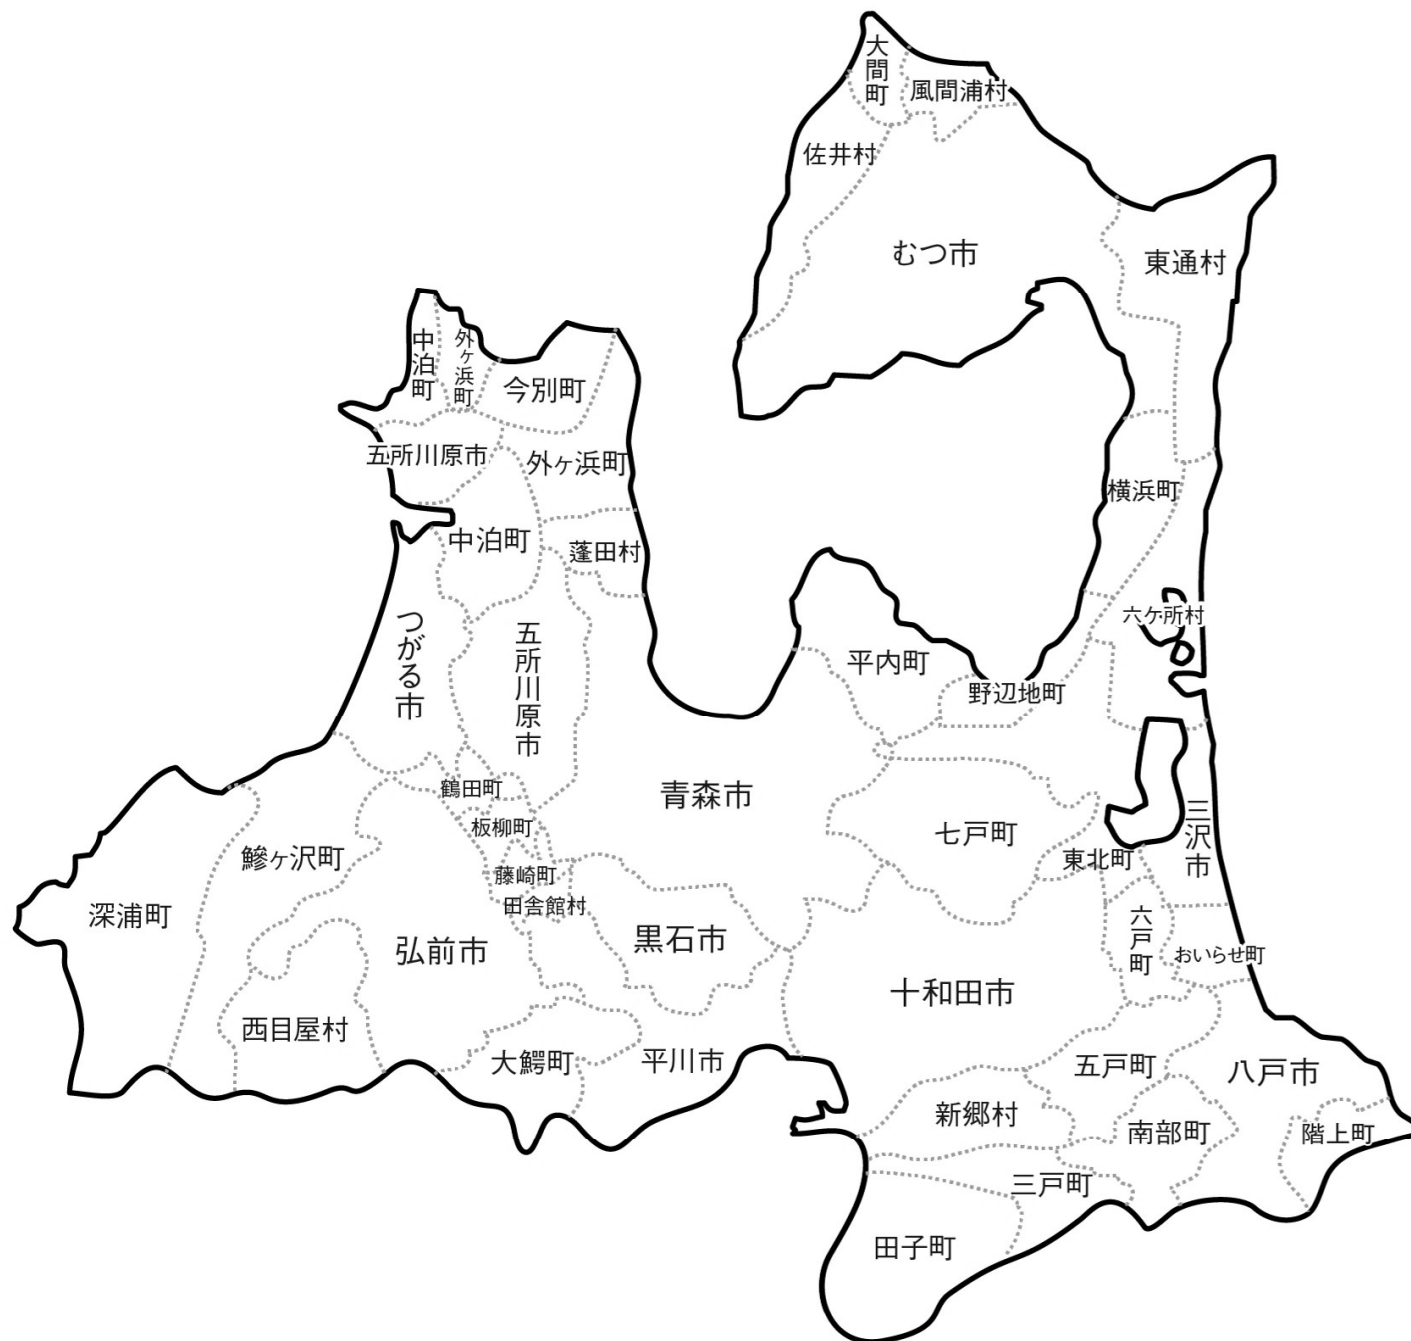 大間町
風間浦村
佐井村
むつ市
東通村
中泊町
外ヶ浜町
今別町
五所川原市
外ヶ浜町
横浜町
中泊町
蓬田村
六ケ所村
つがる市
五所川原市
平内町
野辺地町
鶴田町
青森市
板柳町
七戸町
三沢市
鰺ヶ沢町
東北町
藤崎町
田舎館村
深浦町
弘前市
黒石市
六戸町
おいらせ町
十和田市
西目屋村
大鰐町
平川市
五戸町
八戸市
新郷村
南部町
階上町
三戸町
田子町